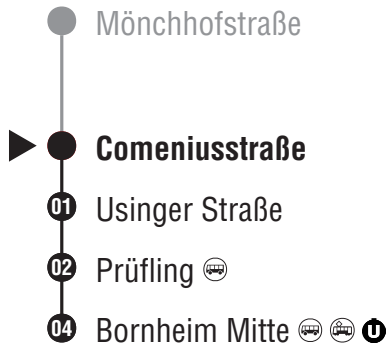 Mönchhofstraße
Comeniusstraße
01 Usinger Straße
02 Prüfling
04 Bornheim Mitte U